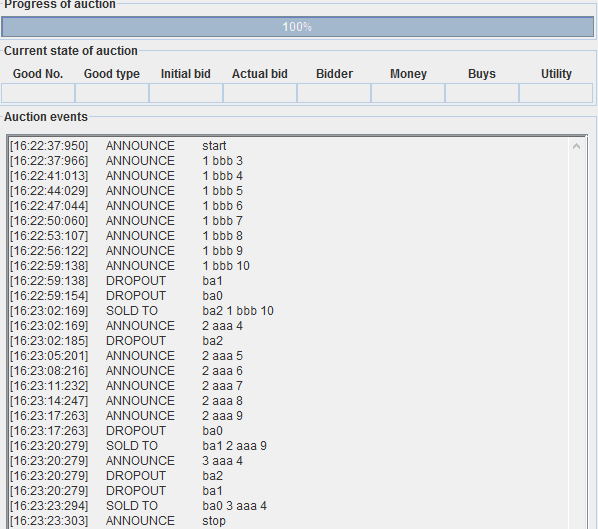 Progress of auction
100%
Current state of auction
Good No. Good type Initial bid Actual bid Bidder Money Buys Utility
Auction events
[16:22:37:950] ANNOUNCE start
[16:22:37:966] ANNOUNCE 1 bbb 3
[16:22:41:013] ANNOUNCE 1 bbb 4
[16:22:44:029] ANNOUNCE 1 bbb 5
[16:22:47:044] ANNOUNCE 1 bbb 6
[16:22:50:060] ANNOUNCE 1 bbb 7
[16:22:53:107] ANNOUNCE 1 bbb 8
[16:22:56:122] ANNOUNCE 1 bbb 9
[16:22:59:138] ANNOUNCE 1 bbb 10
[16:22:59:138] DROPOUT ba1
[16:22:59:154] DROPOUT ba0
[16:23:02:169] SOLD TO ba2 1 bbb 10
[16:23:02:169] ANNOUNCE 2 aaa 4
[16:23:02:185] DROPOUT ba2
[16:23:05:201] ANNOUNCE 2 aaa 5
[16:23:08:216] ANNOUNCE 2 aaa 6
[16:23:11:232] ANNOUNCE 2 aaa 7
[16:23:14:247] ANNOUNCE 2 aaa 8
[16:23:17:263] ANNOUNCE 2 aaa 9
[16:23:17:263] DROPOUT ba0
[16:23:20:279] SOLD TO ba1 2 aaa 9
[16:23:20:279] ANNOUNCE 3 aaa 4
[16:23:20:279] DROPOUT ba2
[16:23:20:279] DROPOUT ba1
[16:23:23:294] SOLD TO ba0 3 aaa 4
[16:23:23:303] ANNOUNCE stop